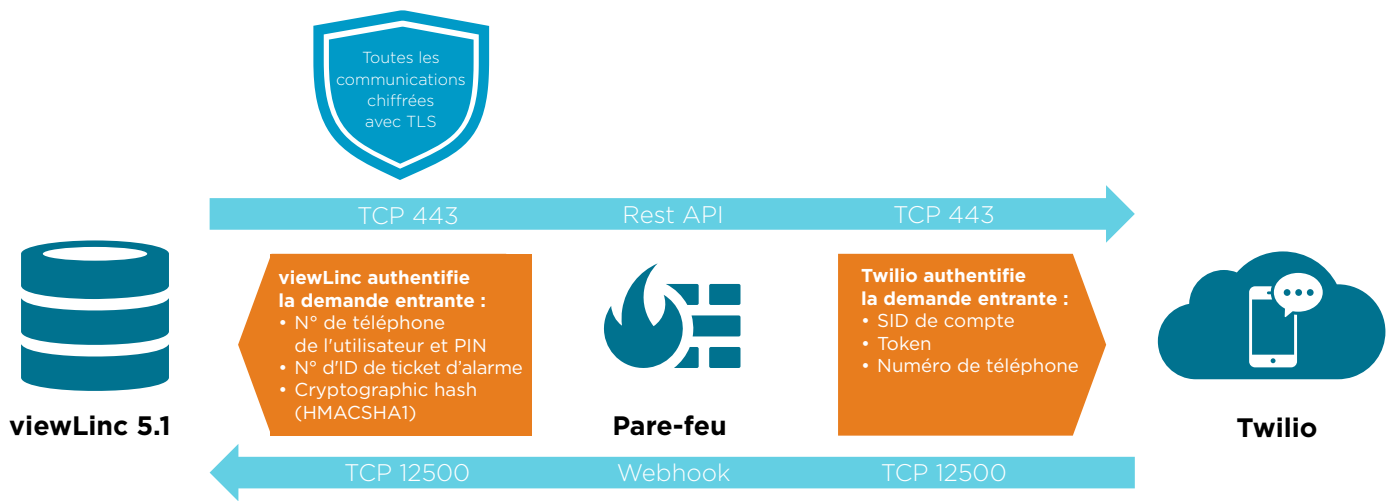 Toutes les
communications
chiffrées
avec TLS
TCP 443
Rest API
TCP 443
viewLinc authentifie
la demande entrante :
• N° de téléphone
de l'utilisateur et PIN
• N° d'ID de ticket d’alarme
• Cryptographic hash
(HMACSHA1)
Twilio authentifie
la demande entrante :
• SID de compte
• Token
• Numéro de téléphone
viewLinc 5.1
Pare-feu
Twilio
TCP 12500
Webhook
TCP 12500